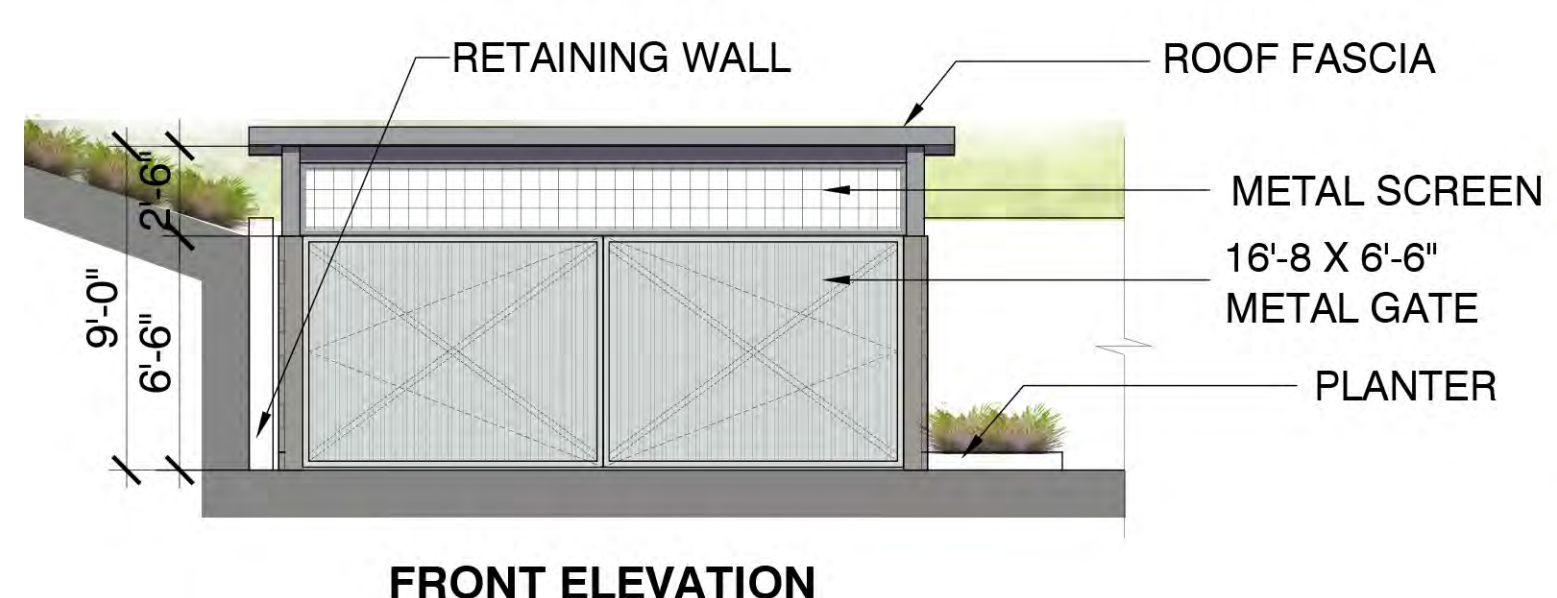 RETAINING WALL
ROOF FASCIA
2'-6"
METAL SCREEN
9'-0"
6'-6"
16'-8 X 6'-6"
METAL GATE
PLANTER
FRONT ELEVATION